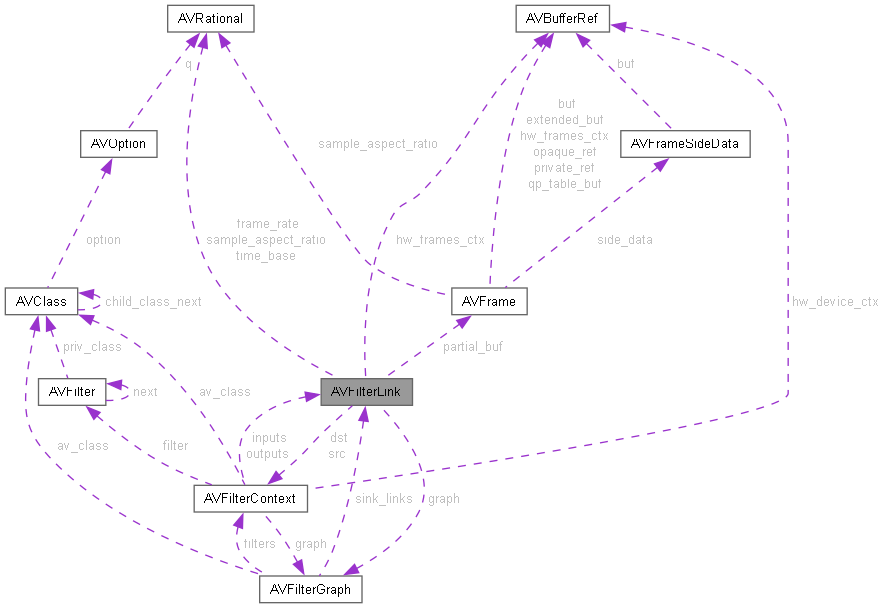 AVRational
AVBufferRef
q
buf
buf
extended_buf
hw_frames_ctx
opaque_ref
private_ref
qp_table_buf
AVOption
sample_aspect_ratio
AVFrameSideData
frame_rate
sample_aspect_ratio
time_base
option
hw_frames_ctx
side_data
AVClass
child_class_next
AVFrame
hw_device_ctx
priv_class
partial_buf
AVFilter
next
av_class
AVFilterLink
av_class
filter
inputs
outputs
dst
src
AVFilterContext
sink_links
graph
filters
graph
AVFilterGraph